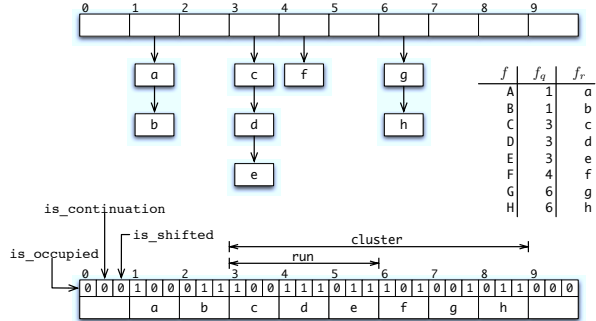 0 1 2 3 4 5 6 7 8 9
a c f g
b d h
e
f f_q f_r
A 1 a
B 1 b
C 3 c
D 3 d
E 3 e
F 4 f
G 6 g
H 6 h
is_continuation
is_shifted
is_occupied
cluster
run
0 1 2 3 4 5 6 7 8 9
0 0 0 1 0 0 0 1 1 1 0 0 1 1 1 0 1 1 1 0 1 0 0 1 0 1 1 0 0 0
a b c d e f g h